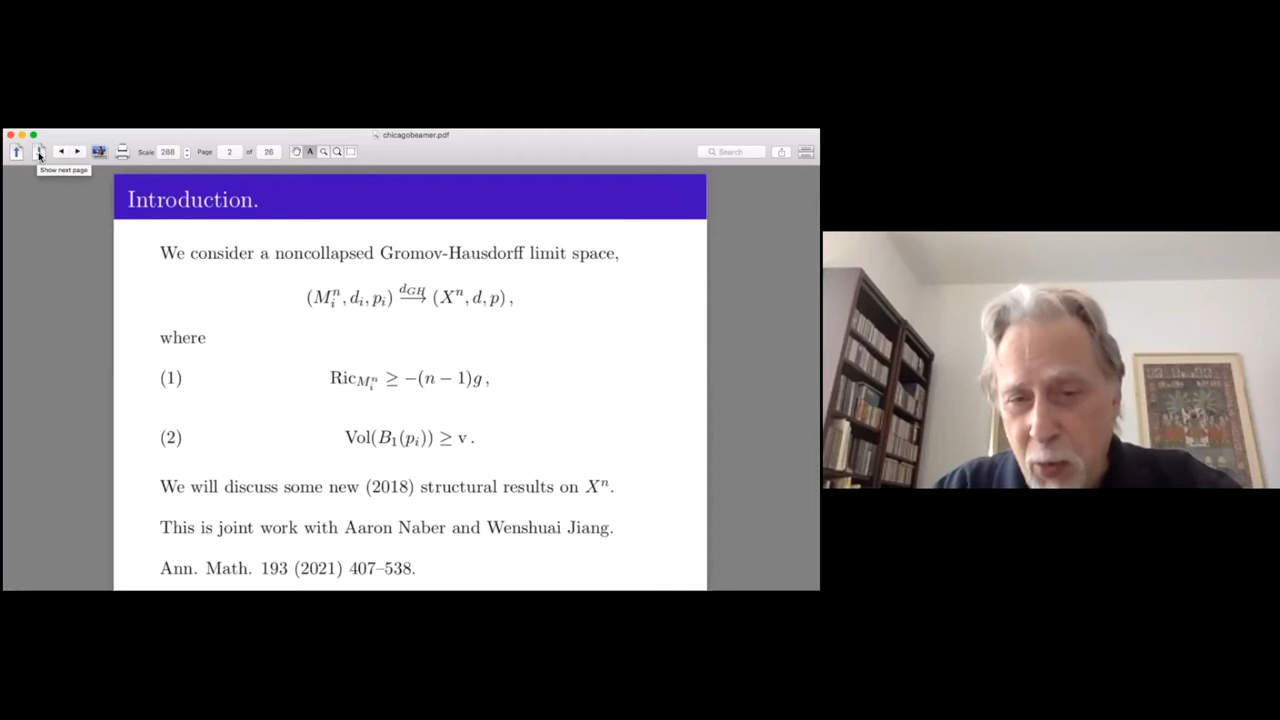 chicagobeamer.pdf
Scale 288 Page 2 of 26 A Search
Show next page
Introduction.
We consider a noncollapsed Gromov-Hausdorff limit space,
(M_i^n, d_i, p_i) \xrightarrow{d_{GH}} (X^n, d, p) ,
where
(1) Ric_{M_i^n} ≥ −(n − 1)g ,
(2) Vol(B_1(p_i)) ≥ v .
We will discuss some new (2018) structural results on X^n.
This is joint work with Aaron Naber and Wenshuai Jiang.
Ann. Math. 193 (2021) 407–538.